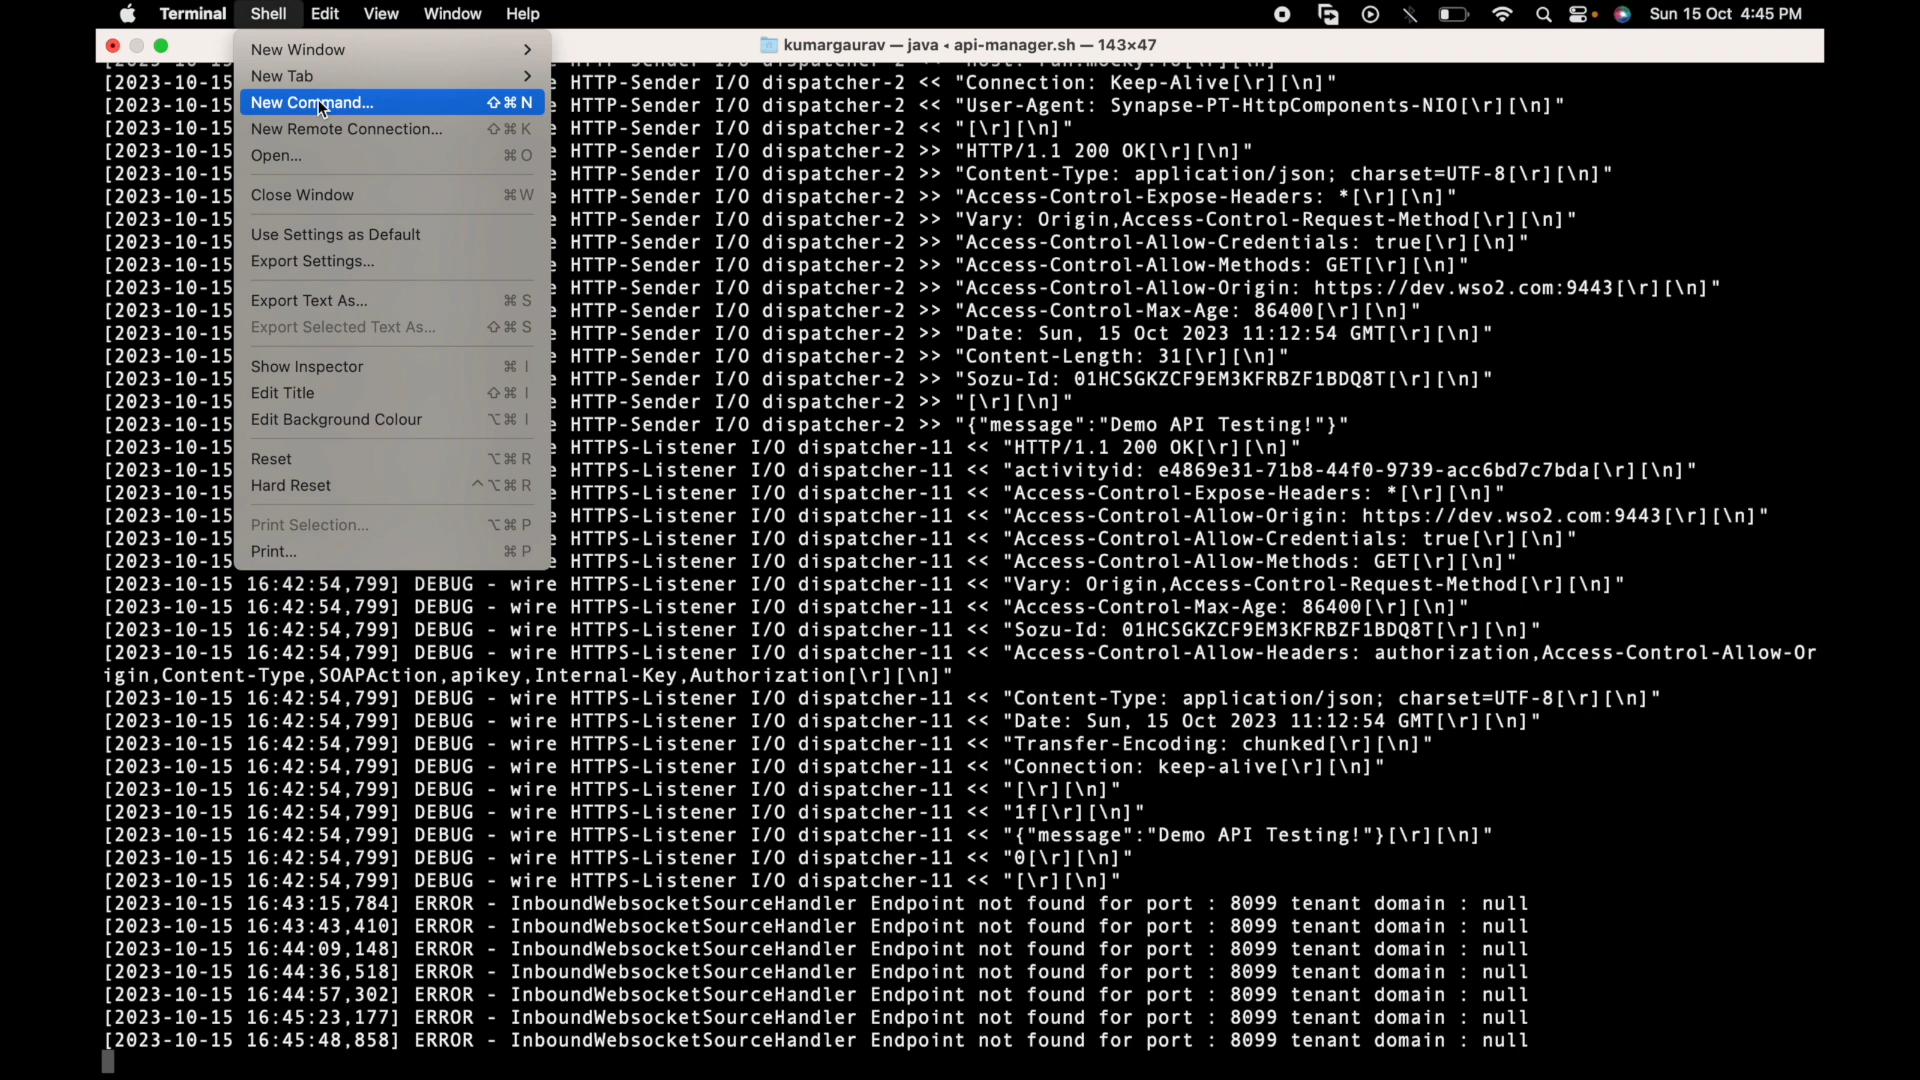 Terminal Shell Edit View Window Help Sun 15 Oct 4:45 PM
kumargaurav — java ◂ api-manager.sh — 143×47
New Window
New Tab
New Command... ⇧⌘N
New Remote Connection... ⇧⌘K
Open... ⌘O
Close Window ⌘W
Use Settings as Default
Export Settings...
Export Text As... ⌘S
Export Selected Text As... ⇧⌘S
Show Inspector ⌘I
Edit Title ⇧⌘I
Edit Background Colour ⌥⌘I
Reset ⌥⌘R
Hard Reset ^⌥⌘R
Print Selection... ⌥⌘P
Print... ⌘P
[2023-10-15 e HTTP-Sender I/O dispatcher-2 << "Connection: Keep-Alive[\r][\n]"
[2023-10-15 e HTTP-Sender I/O dispatcher-2 << "User-Agent: Synapse-PT-HttpComponents-NIO[\r][\n]"
[2023-10-15 e HTTP-Sender I/O dispatcher-2 << "[\r][\n]"
[2023-10-15 e HTTP-Sender I/O dispatcher-2 >> "HTTP/1.1 200 OK[\r][\n]"
[2023-10-15 e HTTP-Sender I/O dispatcher-2 >> "Content-Type: application/json; charset=UTF-8[\r][\n]"
[2023-10-15 e HTTP-Sender I/O dispatcher-2 >> "Access-Control-Expose-Headers: *[\r][\n]"
[2023-10-15 e HTTP-Sender I/O dispatcher-2 >> "Vary: Origin,Access-Control-Request-Method[\r][\n]"
[2023-10-15 e HTTP-Sender I/O dispatcher-2 >> "Access-Control-Allow-Credentials: true[\r][\n]"
[2023-10-15 e HTTP-Sender I/O dispatcher-2 >> "Access-Control-Allow-Methods: GET[\r][\n]"
[2023-10-15 e HTTP-Sender I/O dispatcher-2 >> "Access-Control-Allow-Origin: https://dev.wso2.com:9443[\r][\n]"
[2023-10-15 e HTTP-Sender I/O dispatcher-2 >> "Access-Control-Max-Age: 86400[\r][\n]"
[2023-10-15 e HTTP-Sender I/O dispatcher-2 >> "Date: Sun, 15 Oct 2023 11:12:54 GMT[\r][\n]"
[2023-10-15 e HTTP-Sender I/O dispatcher-2 >> "Content-Length: 31[\r][\n]"
[2023-10-15 e HTTP-Sender I/O dispatcher-2 >> "Sozu-Id: 01HCSGKZCF9EM3KFRBZF1BDQ8T[\r][\n]"
[2023-10-15 e HTTP-Sender I/O dispatcher-2 >> "[\r][\n]"
[2023-10-15 e HTTP-Sender I/O dispatcher-2 >> "{"message":"Demo API Testing!"}"
[2023-10-15 e HTTPS-Listener I/O dispatcher-11 << "HTTP/1.1 200 OK[\r][\n]"
[2023-10-15 e HTTPS-Listener I/O dispatcher-11 << "activityid: e4869e31-71b8-44f0-9739-acc6bd7c7bda[\r][\n]"
[2023-10-15 e HTTPS-Listener I/O dispatcher-11 << "Access-Control-Expose-Headers: *[\r][\n]"
[2023-10-15 e HTTPS-Listener I/O dispatcher-11 << "Access-Control-Allow-Origin: https://dev.wso2.com:9443[\r][\n]"
[2023-10-15 e HTTPS-Listener I/O dispatcher-11 << "Access-Control-Allow-Credentials: true[\r][\n]"
[2023-10-15 e HTTPS-Listener I/O dispatcher-11 << "Access-Control-Allow-Methods: GET[\r][\n]"
[2023-10-15 16:42:54,799] DEBUG - wire HTTPS-Listener I/O dispatcher-11 << "Vary: Origin,Access-Control-Request-Method[\r][\n]"
[2023-10-15 16:42:54,799] DEBUG - wire HTTPS-Listener I/O dispatcher-11 << "Access-Control-Max-Age: 86400[\r][\n]"
[2023-10-15 16:42:54,799] DEBUG - wire HTTPS-Listener I/O dispatcher-11 << "Sozu-Id: 01HCSGKZCF9EM3KFRBZF1BDQ8T[\r][\n]"
[2023-10-15 16:42:54,799] DEBUG - wire HTTPS-Listener I/O dispatcher-11 << "Access-Control-Allow-Headers: authorization,Access-Control-Allow-Or
igin,Content-Type,SOAPAction,apikey,Internal-Key,Authorization[\r][\n]"
[2023-10-15 16:42:54,799] DEBUG - wire HTTPS-Listener I/O dispatcher-11 << "Content-Type: application/json; charset=UTF-8[\r][\n]"
[2023-10-15 16:42:54,799] DEBUG - wire HTTPS-Listener I/O dispatcher-11 << "Date: Sun, 15 Oct 2023 11:12:54 GMT[\r][\n]"
[2023-10-15 16:42:54,799] DEBUG - wire HTTPS-Listener I/O dispatcher-11 << "Transfer-Encoding: chunked[\r][\n]"
[2023-10-15 16:42:54,799] DEBUG - wire HTTPS-Listener I/O dispatcher-11 << "Connection: keep-alive[\r][\n]"
[2023-10-15 16:42:54,799] DEBUG - wire HTTPS-Listener I/O dispatcher-11 << "[\r][\n]"
[2023-10-15 16:42:54,799] DEBUG - wire HTTPS-Listener I/O dispatcher-11 << "1f[\r][\n]"
[2023-10-15 16:42:54,799] DEBUG - wire HTTPS-Listener I/O dispatcher-11 << "{"message":"Demo API Testing!"}[\r][\n]"
[2023-10-15 16:42:54,799] DEBUG - wire HTTPS-Listener I/O dispatcher-11 << "0[\r][\n]"
[2023-10-15 16:42:54,799] DEBUG - wire HTTPS-Listener I/O dispatcher-11 << "[\r][\n]"
[2023-10-15 16:43:15,784] ERROR - InboundWebsocketSourceHandler Endpoint not found for port : 8099 tenant domain : null
[2023-10-15 16:43:43,410] ERROR - InboundWebsocketSourceHandler Endpoint not found for port : 8099 tenant domain : null
[2023-10-15 16:44:09,148] ERROR - InboundWebsocketSourceHandler Endpoint not found for port : 8099 tenant domain : null
[2023-10-15 16:44:36,518] ERROR - InboundWebsocketSourceHandler Endpoint not found for port : 8099 tenant domain : null
[2023-10-15 16:44:57,302] ERROR - InboundWebsocketSourceHandler Endpoint not found for port : 8099 tenant domain : null
[2023-10-15 16:45:23,177] ERROR - InboundWebsocketSourceHandler Endpoint not found for port : 8099 tenant domain : null
[2023-10-15 16:45:48,858] ERROR - InboundWebsocketSourceHandler Endpoint not found for port : 8099 tenant domain : null